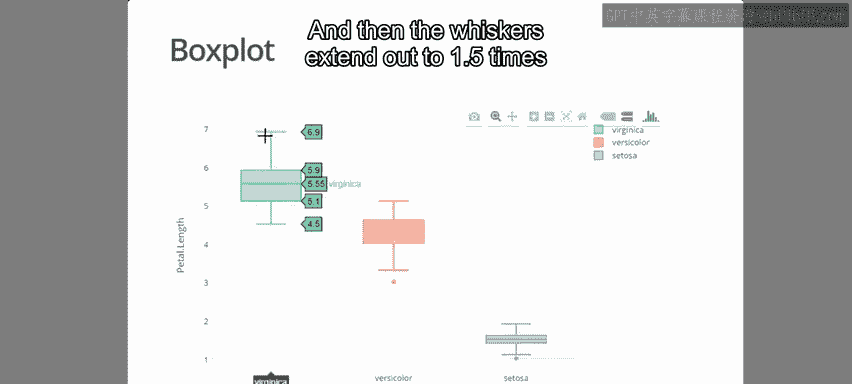 And then the whiskers
extend out to 1.5 times
Boxplot
virginica
versicolor
setosa
7
6
5
4
3
2
1
Petal.Length
6.9
5.9
5.55 virginica
5.1
4.5
virginica
versicolor
setosa